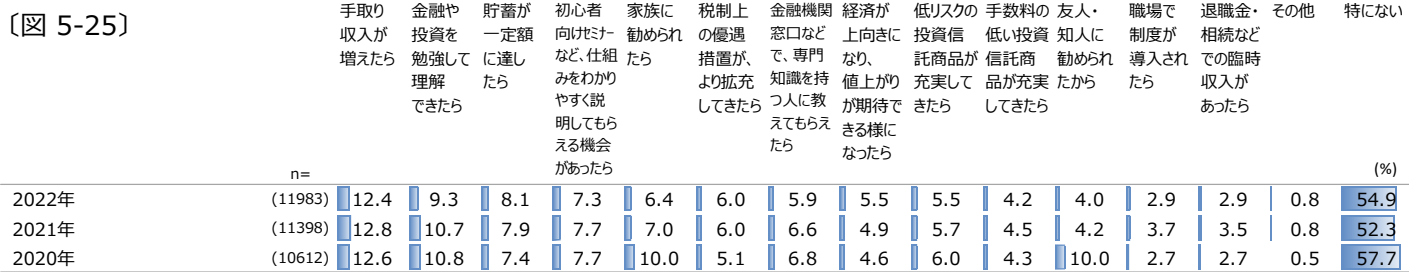 〔図 5-25〕
手取り
収入が
増えたら
金融や
投資を
勉強して
理解
できたら
貯蓄が
一定額
に達し
たら
初心者
向けセミナー
など、仕組
みをわかり
やすく説
明してもら
える機会
があったら
家族に
勧められ
たら
税制上
の優遇
措置が、
より拡充
してきたら
金融機関
窓口など
で、専門
知識を持
つ人に教
えてもらえ
たら
経済が
上向きに
なり、
値上がり
が期待で
きる様に
なったら
低リスクの
投資信
託商品が
充実して
きたら
手数料の
低い投資
信託商
品が充実
してきたら
友人・
知人に
勧められ
たから
職場で
制度が
導入され
たら
退職金・
相続など
での臨時
収入が
あったら
その他
特にない
n=
(%)
2022年 (11983) 12.4 9.3 8.1 7.3 6.4 6.0 5.9 5.5 5.5 4.2 4.0 2.9 2.9 0.8 54.9
2021年 (11398) 12.8 10.7 7.9 7.7 7.0 6.0 6.6 4.9 5.7 4.5 4.2 3.7 3.5 0.8 52.3
2020年 (10612) 12.6 10.8 7.4 7.7 10.0 5.1 6.8 4.6 6.0 4.3 10.0 2.7 2.7 0.5 57.7